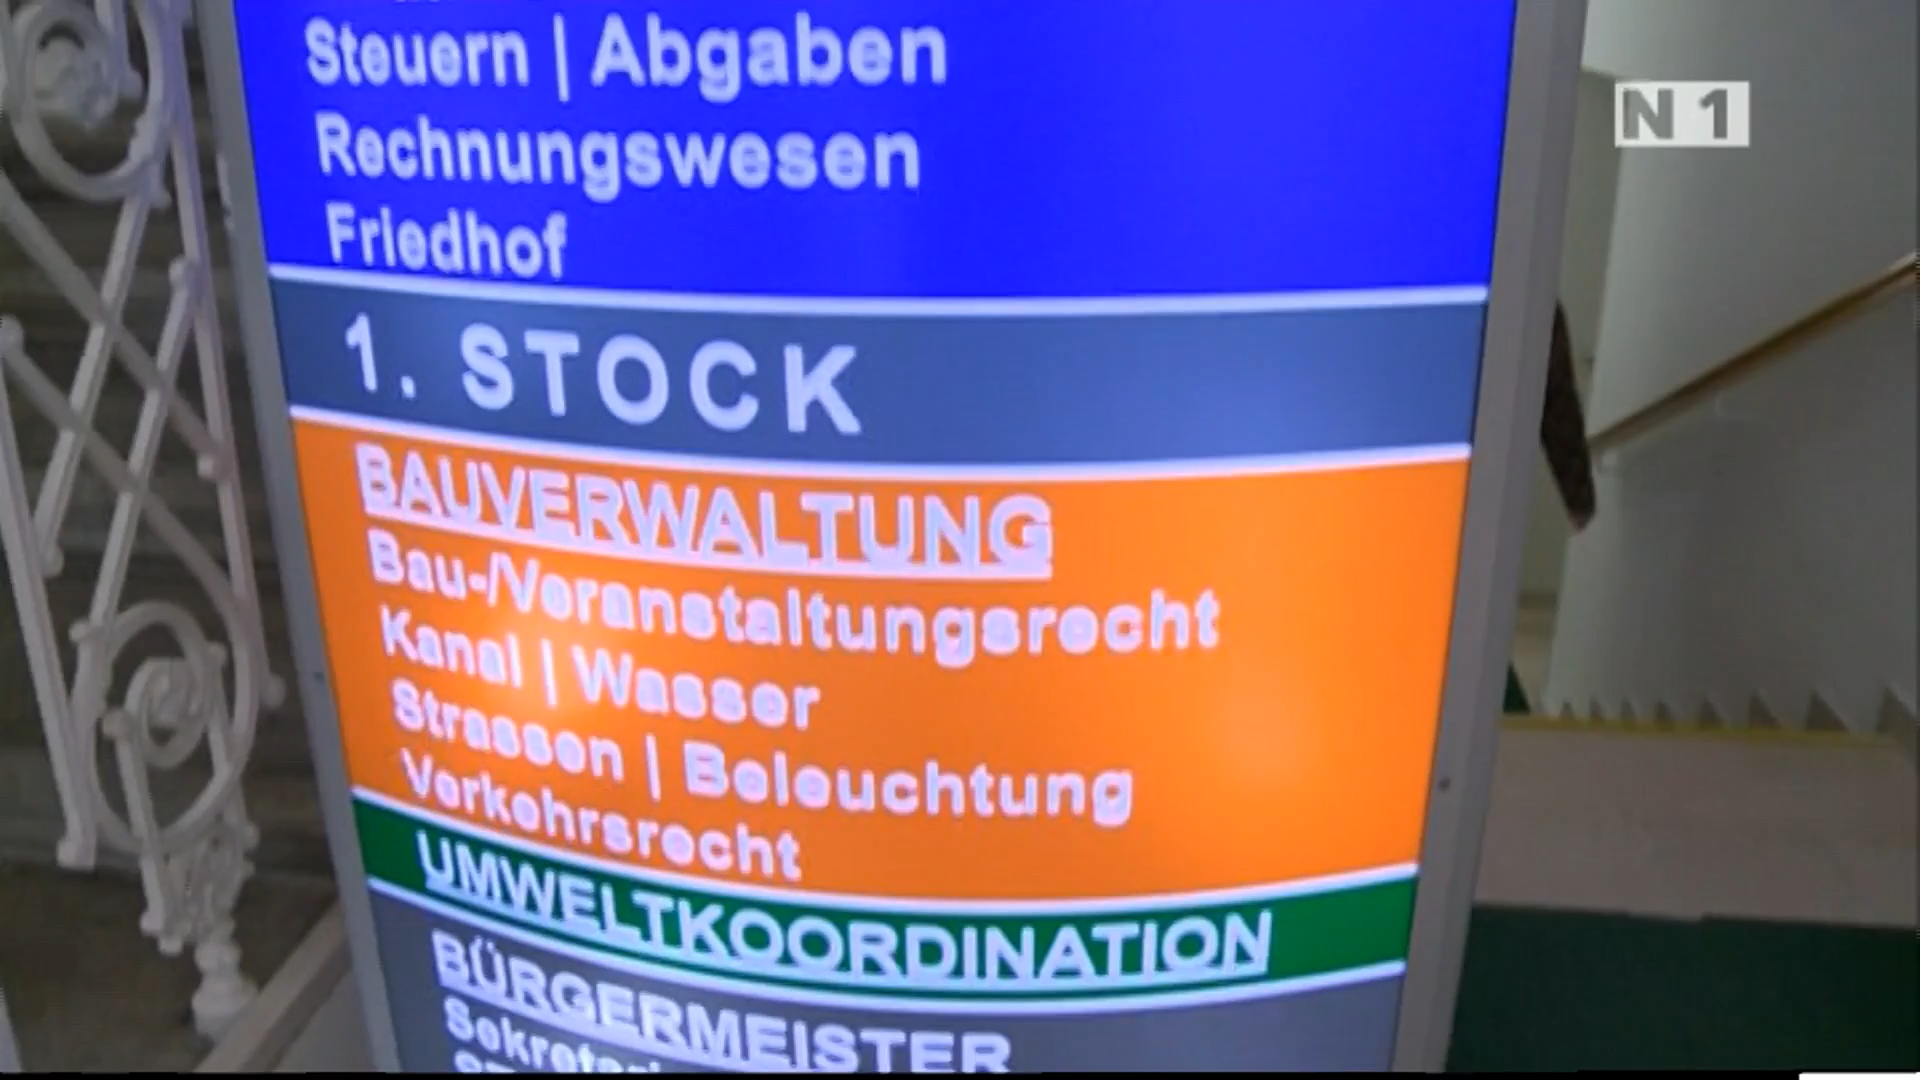 Steuern | Abgaben
Rechnungswesen
Friedhof
1. STOCK
BAUVERWALTUNG
Bau-/Veranstaltungsrecht
Kanal | Wasser
Strassen | Beleuchtung
Verkehrsrecht
UMWELTKOORDINATION
BÜRGERMEISTER
N1